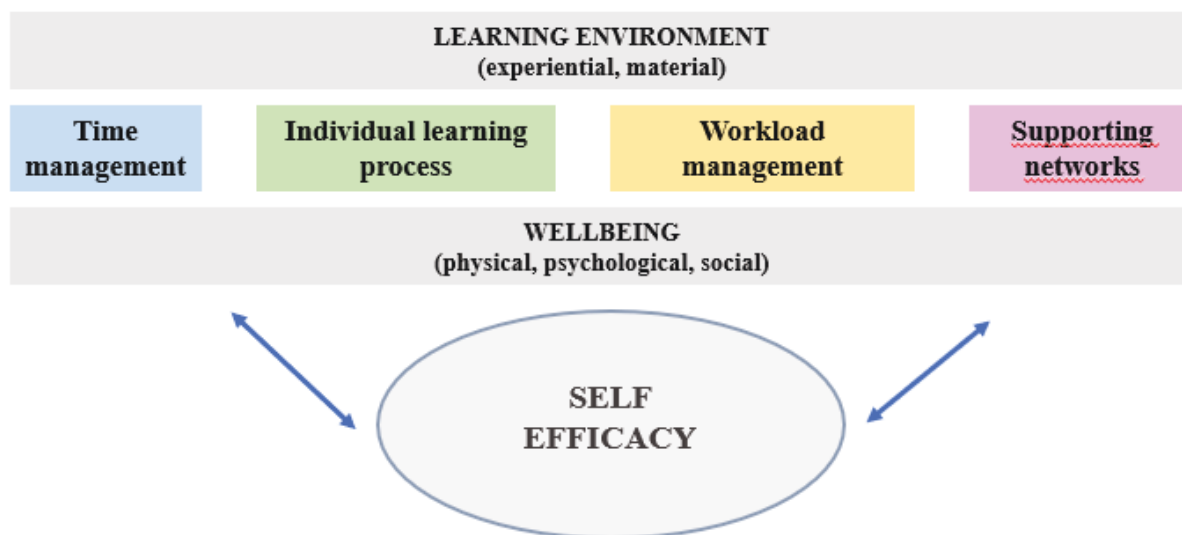 LEARNING ENVIRONMENT
(experiential, material)
Time
management
Individual learning
process
Workload
management
Supporting
networks
WELLBEING
(physical, psychological, social)
SELF
EFFICACY